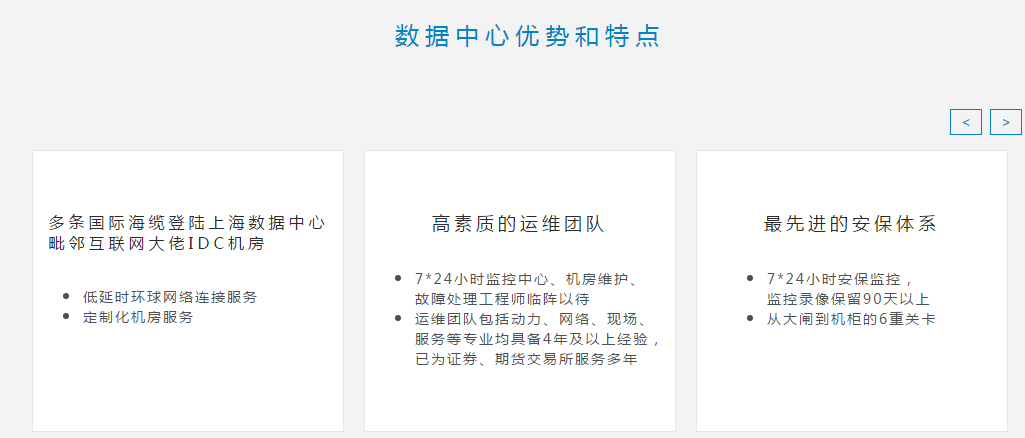 数据中心优势和特点
< >
多条国际海缆登陆上海数据中心
毗邻互联网大佬IDC机房
低延时环球网络连接服务
定制化机房服务
高素质的运维团队
7*24小时监控中心、机房维护、
故障处理工程师临阵以待
运维团队包括动力、网络、现场、
服务等专业均具备4年及以上经验，
已为证券、期货交易所服务多年
最先进的安保体系
7*24小时安保监控，
监控录像保留90天以上
从大闸到机柜的6重关卡